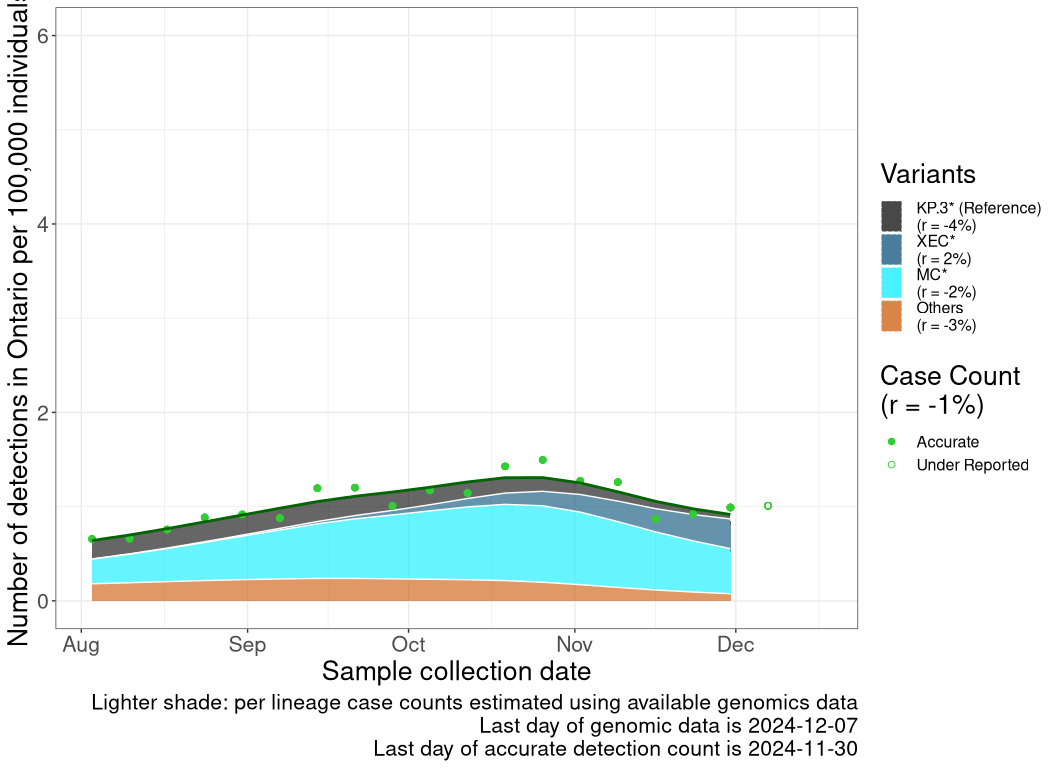 Number of detections in Ontario per 100,000 individuals
6
4
2
0
Aug
Sep
Oct
Nov
Dec
Sample collection date
Lighter shade: per lineage case counts estimated using available genomics data
Last day of genomic data is 2024-12-07
Last day of accurate detection count is 2024-11-30
Variants
KP.3* (Reference)
(r = -4%)
XEC*
(r = 2%)
MC*
(r = -2%)
Others
(r = -3%)
Case Count
(r = -1%)
Accurate
Under Reported